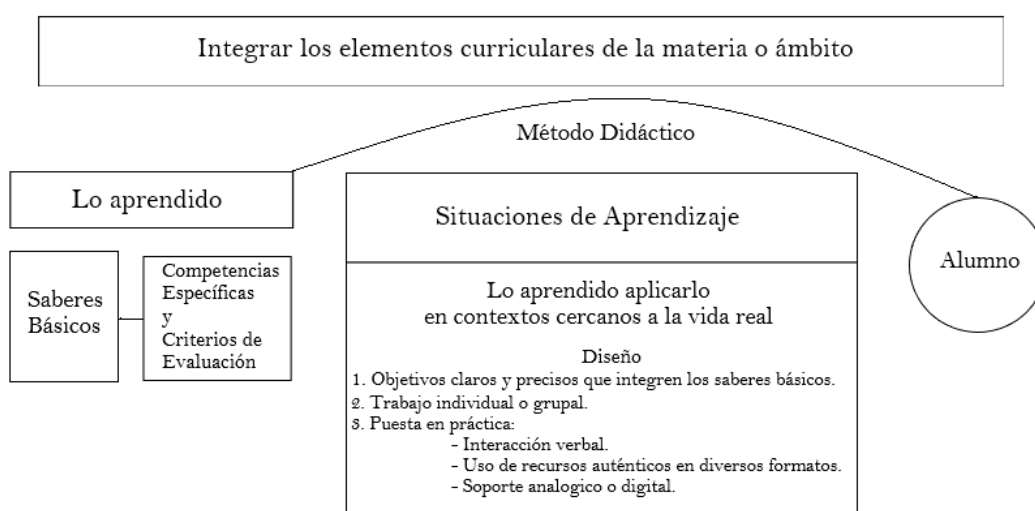 Integrar los elementos curriculares de la materia o ámbito
Método Didáctico
Lo aprendido
Saberes
Básicos
Competencias
Específicas
y
Criterios de
Evaluación
Situaciones de Aprendizaje
Lo aprendido aplicarlo
en contextos cercanos a la vida real
Diseño
1. Objetivos claros y precisos que integren los saberes básicos.
2. Trabajo individual o grupal.
3. Puesta en práctica:
- Interacción verbal.
- Uso de recursos auténticos en diversos formatos.
- Soporte analogico o digital.
Alumno